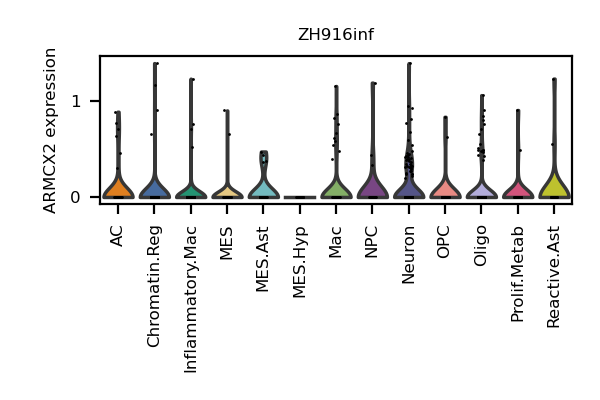 ZH916inf
ARMCX2 expression
1
0
AC
Chromatin.Reg
Inflammatory.Mac
MES
MES.Ast
MES.Hyp
Mac
NPC
Neuron
OPC
Oligo
Prolif.Metab
Reactive.Ast